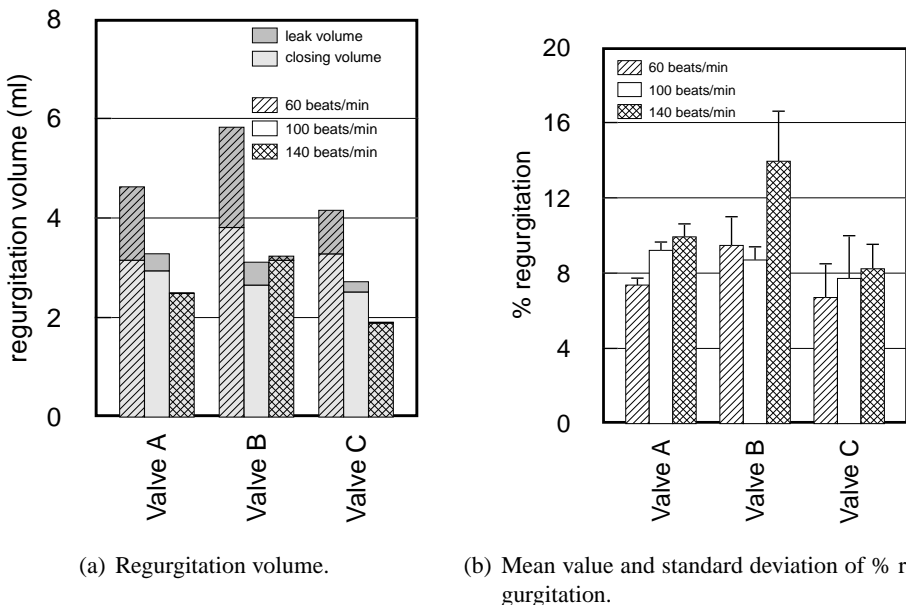 8
6
4
2
0
regurgitation volume (ml)
leak volume
closing volume
60 beats/min
100 beats/min
140 beats/min
Valve A
Valve B
Valve C
(a) Regurgitation volume.
20
16
12
8
4
0
% regurgitation
60 beats/min
100 beats/min
140 beats/min
Valve A
Valve B
Valve C
(b) Mean value and standard deviation of % r
gurgitation.